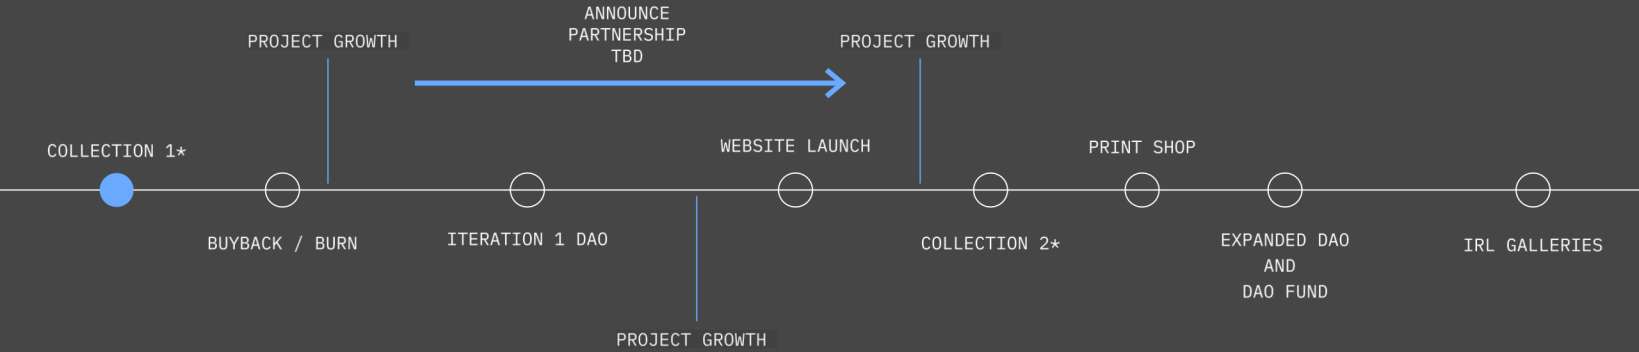 ANNOUNCE
PARTNERSHIP
TBD
PROJECT GROWTH
PROJECT GROWTH
COLLECTION 1*
WEBSITE LAUNCH
PRINT SHOP
BUYBACK / BURN
ITERATION 1 DAO
COLLECTION 2*
EXPANDED DAO
AND
DAO FUND
IRL GALLERIES
PROJECT GROWTH